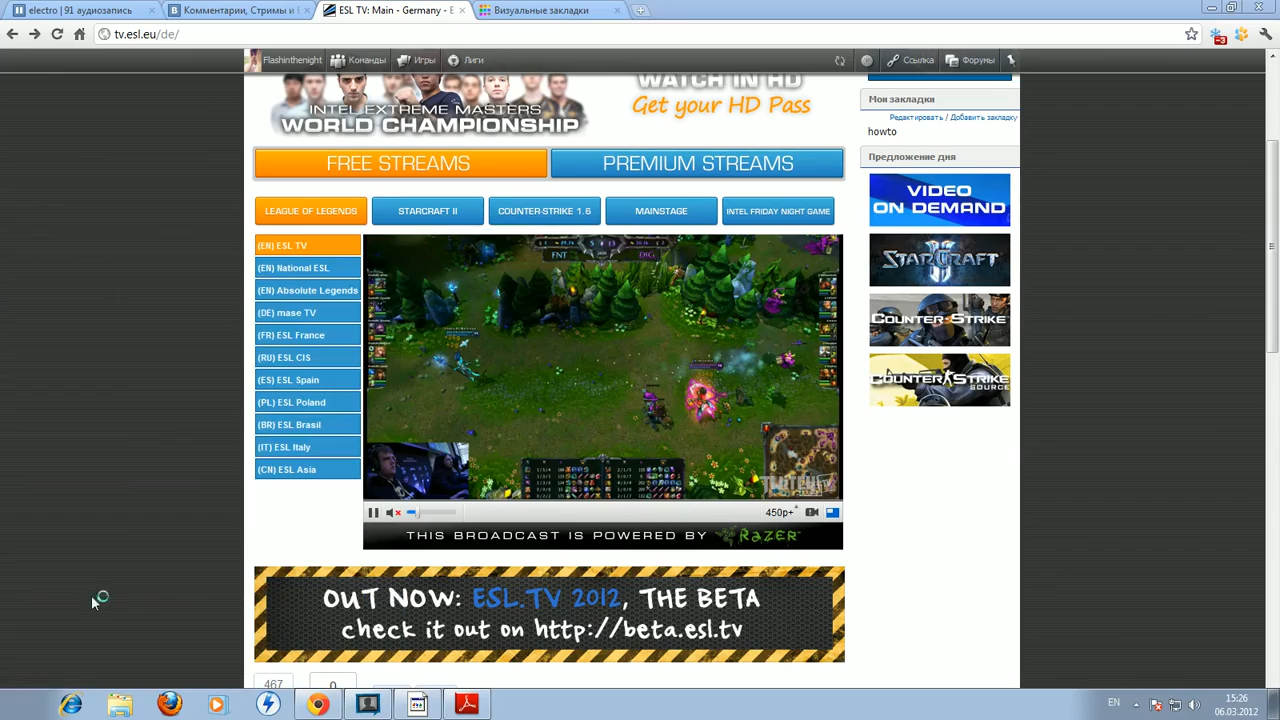 electro | 91 аудиозапись
Комментарии, Стримы и
ESL TV: Main - Germany - E
Визуальные закладки
tv.esl.eu/de/
-3
Flashinthenight
Команды
Игры
Лиги
Ссылка
Форумы
INTEL EXTREME MASTERS
WORLD CHAMPIONSHIP
WATCH IN HD
Get your HD Pass
Мои закладки
Редактировать / Добавить закладку
howto
Предложение дня
FREE STREAMS
PREMIUM STREAMS
LEAGUE OF LEGENDS
STARCRAFT II
COUNTER-STRIKE 1.6
MAINSTAGE
INTEL FRIDAY NIGHT GAME
(EN) ESL TV
(EN) National ESL
(EN) Absolute Legends
(DE) mase TV
(FR) ESL France
(RU) ESL CIS
(ES) ESL Spain
(PL) ESL Poland
(BR) ESL Brasil
(IT) ESL Italy
(CN) ESL Asia
FNT
DIG
450p+
THIS BROADCAST IS POWERED BY RAZER
VIDEO
ON DEMAND
STARCRAFT II
COUNTER-STRIKE
COUNTER-STRIKE
SOURCE
OUT NOW: ESL.TV 2012, THE BETA
check it out on http://beta.esl.tv
467
0
EN
15:26
06.03.2012